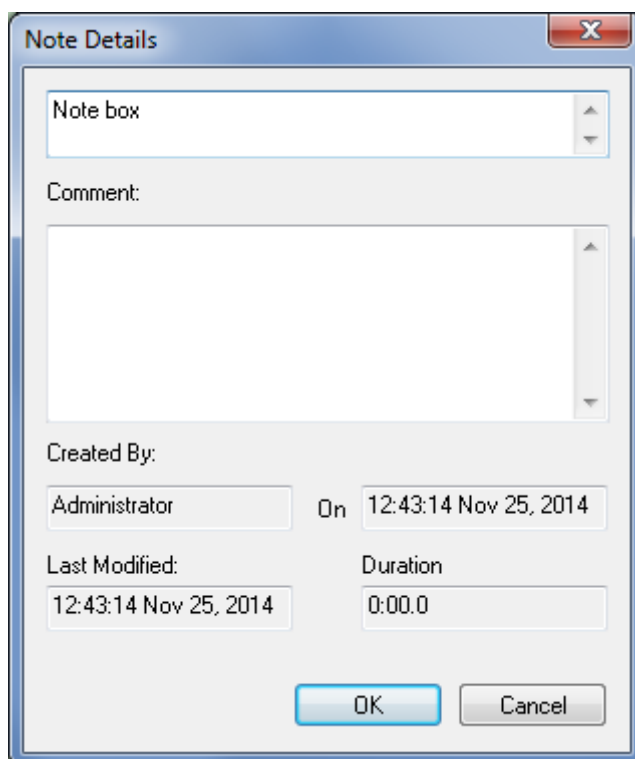 Note Details
Note box
Comment:
Created By:
Administrator On 12:43:14 Nov 25, 2014
Last Modified: Duration
12:43:14 Nov 25, 2014 0:00.0
OK Cancel